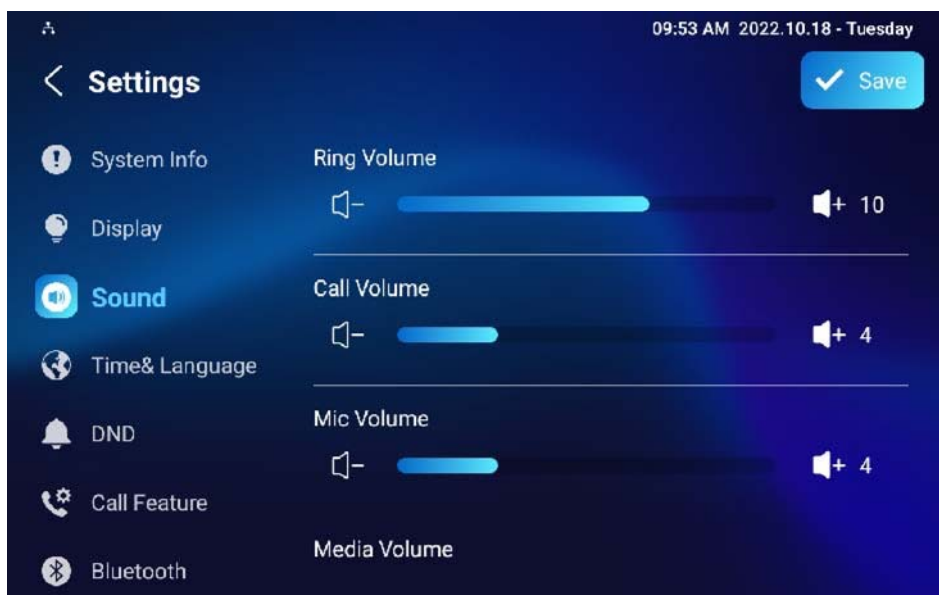 09:53 AM 2022.10.18 - Tuesday
Settings
Save
System Info
Display
Sound
Time& Language
DND
Call Feature
Bluetooth
Ring Volume
10
Call Volume
4
Mic Volume
4
Media Volume